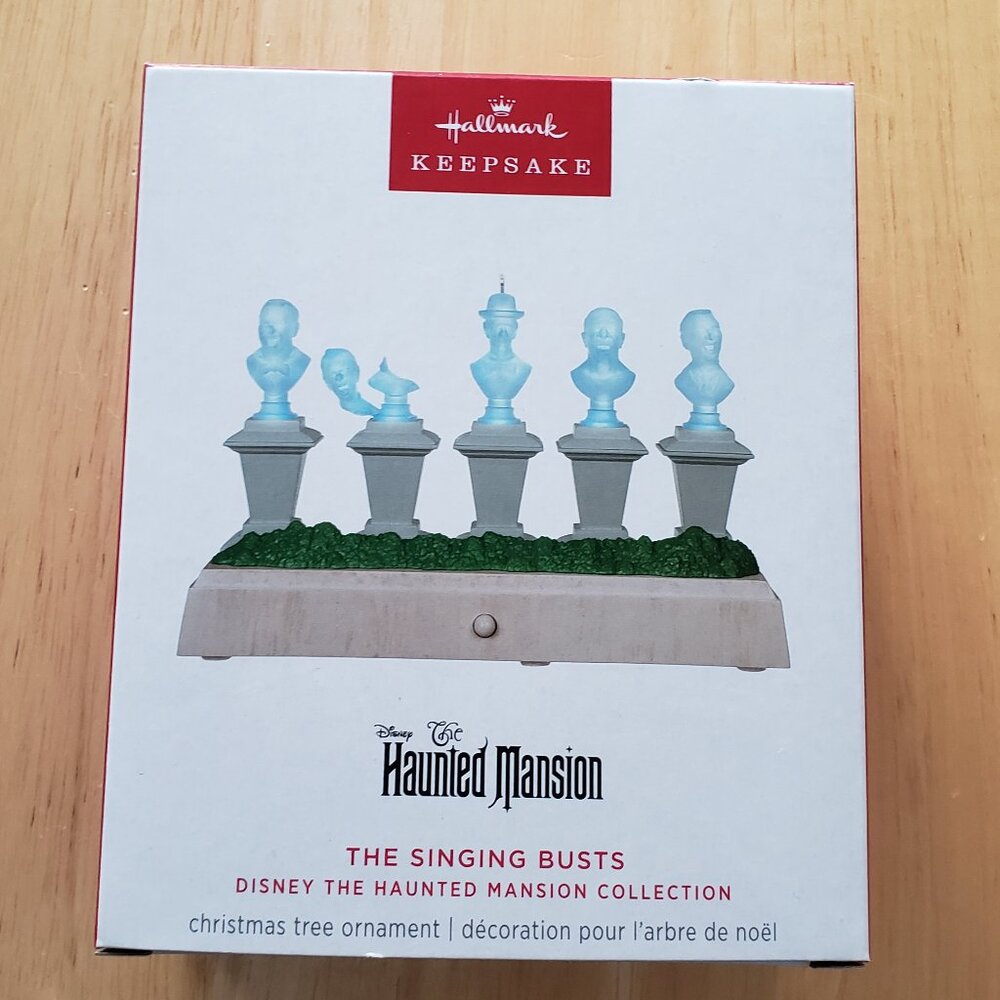 Hallmark
KEEPSAKE
Disney The
Haunted Mansion
THE SINGING BUSTS
DISNEY THE HAUNTED MANSION COLLECTION
christmas tree ornament | décoration pour l'arbre de noël